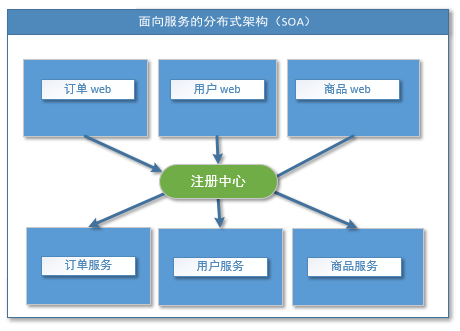 面向服务的分布式架构（SOA）
订单 web
用户 web
商品 web
注册中心
订单服务
用户服务
商品服务